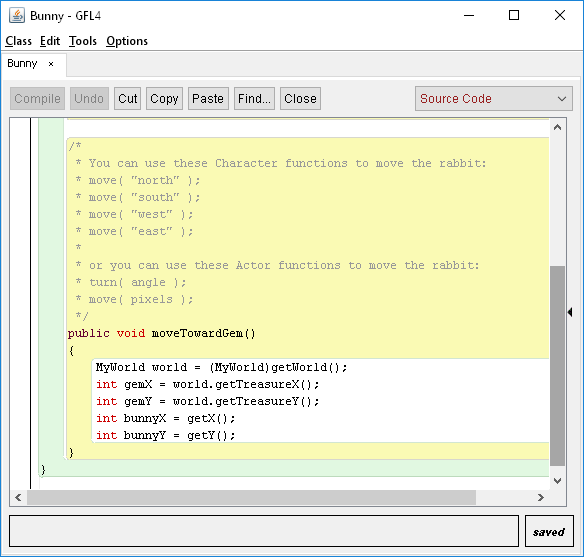 Bunny - GFL4
Class Edit Tools Options
Bunny ×
Compile Undo Cut Copy Paste Find... Close Source Code
/*
* You can use these Character functions to move the rabbit:
* move( "north" );
* move( "south" );
* move( "west" );
* move( "east" );
*
* or you can use these Actor functions to move the rabbit:
* turn( angle );
* move( pixels );
*/
public void moveTowardGem()
{
MyWorld world = (MyWorld)getWorld();
int gemX = world.getTreasureX();
int gemY = world.getTreasureY();
int bunnyX = getX();
int bunnyY = getY();
}
}
saved